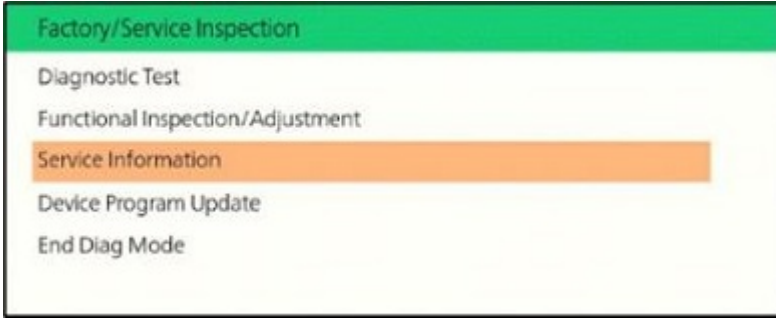 Factory/Service Inspection
Diagnostic Test
Functional Inspection/Adjustment
Service Information
Device Program Update
End Diag Mode